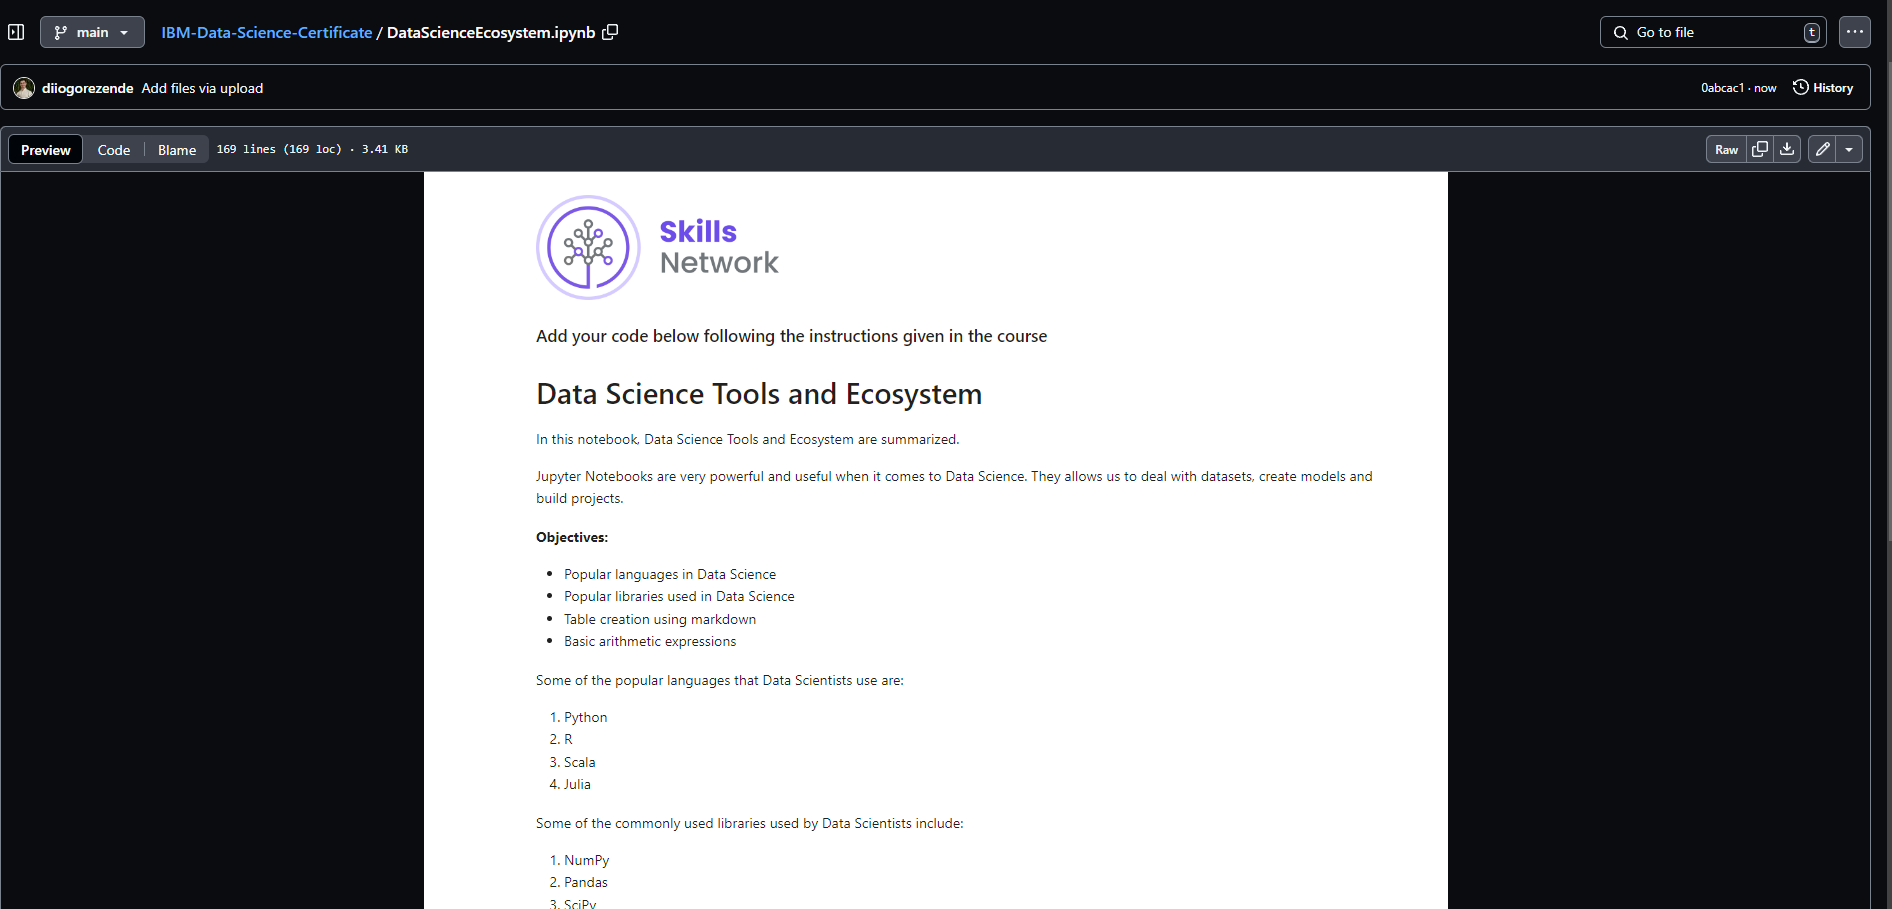 main
IBM-Data-Science-Certificate / DataScienceEcosystem.ipynb
Go to file
t
diiogorezende Add files via upload
0abcac1 · now
History
Preview
Code
Blame
169 lines (169 loc) · 3.41 KB
Raw
Skills
Network
Add your code below following the instructions given in the course
Data Science Tools and Ecosystem
In this notebook, Data Science Tools and Ecosystem are summarized.
Jupyter Notebooks are very powerful and useful when it comes to Data Science. They allows us to deal with datasets, create models and
build projects.
Objectives:
• Popular languages in Data Science
• Popular libraries used in Data Science
• Table creation using markdown
• Basic arithmetic expressions
Some of the popular languages that Data Scientists use are:
1. Python
2. R
3. Scala
4. Julia
Some of the commonly used libraries used by Data Scientists include:
1. NumPy
2. Pandas
3. SciPy